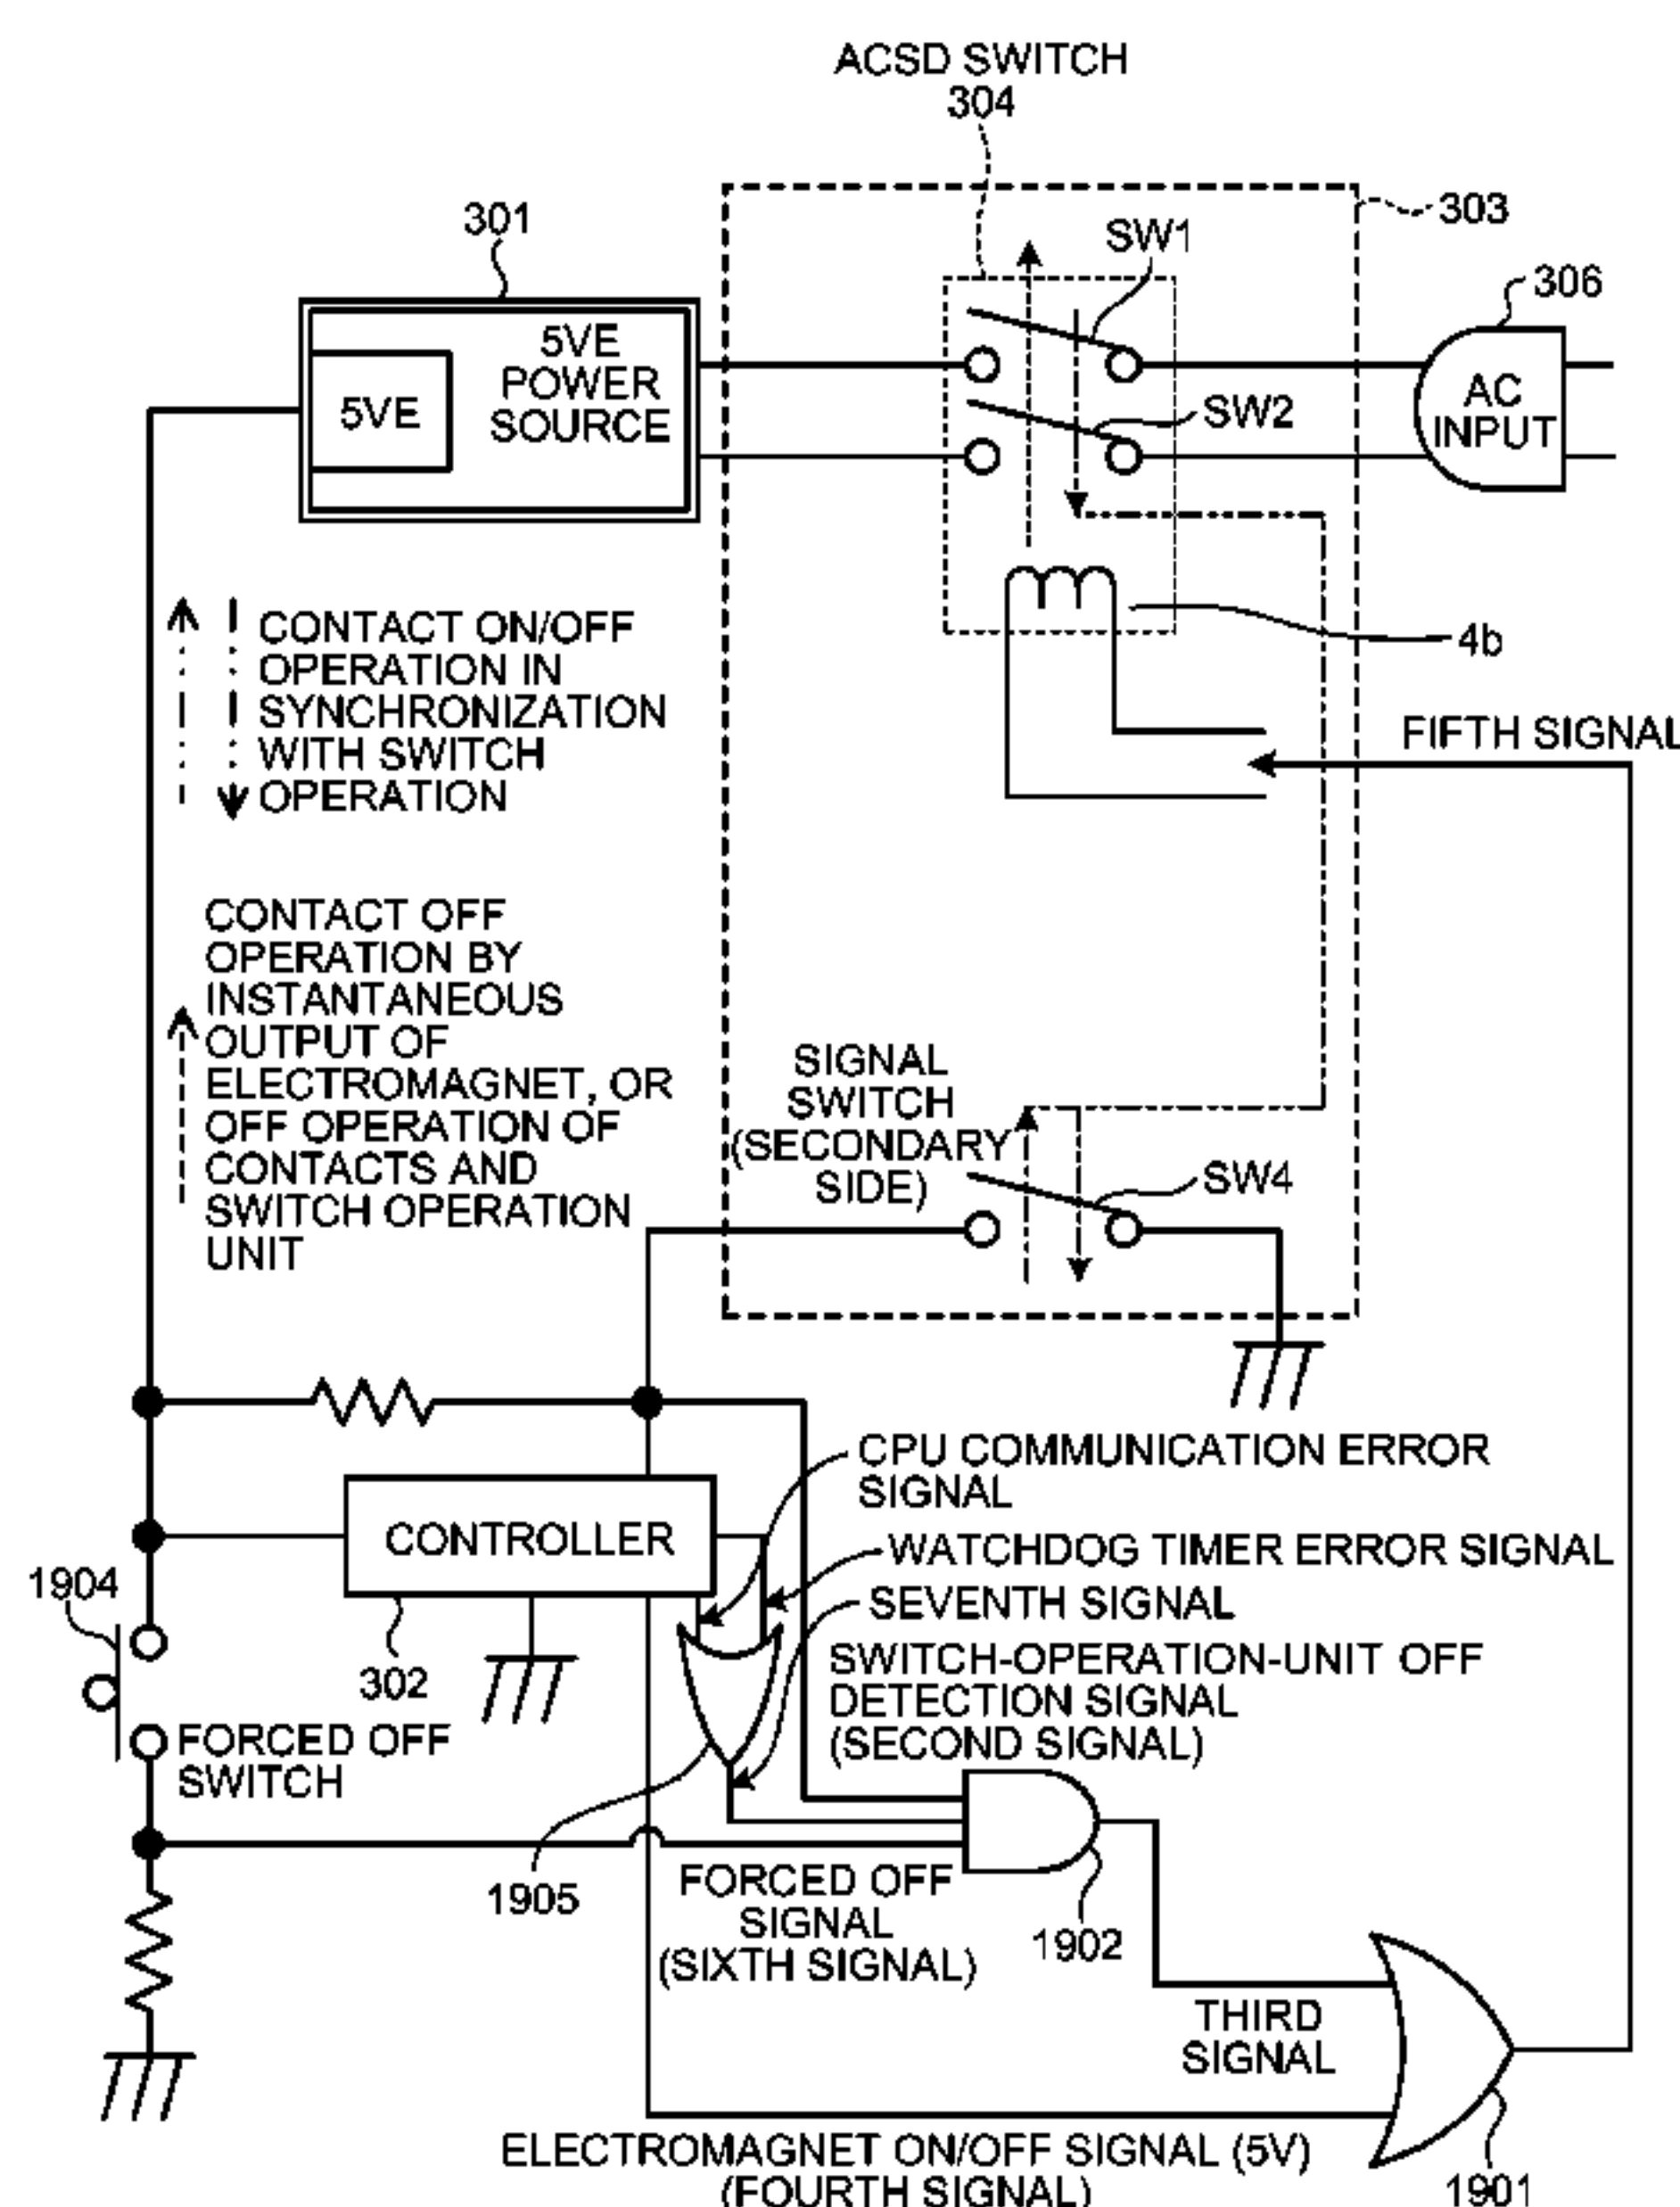 ACSD SWITCH
304
303
301
SW1
306
5VE
5VE
POWER
SOURCE
AC
INPUT
SW2
4b
CONTACT ON/OFF
OPERATION IN
SYNCHRONIZATION
WITH SWITCH
OPERATION
FIFTH SIGNAL
CONTACT OFF
OPERATION BY
INSTANTANEOUS
OUTPUT OF
ELECTROMAGNET, OR
OFF OPERATION OF
CONTACTS AND
SWITCH OPERATION
UNIT
SIGNAL
SWITCH
(SECONDARY
SIDE)
SW4
CPU COMMUNICATION ERROR
SIGNAL
CONTROLLER
WATCHDOG TIMER ERROR SIGNAL
1904
SEVENTH SIGNAL
302
SWITCH-OPERATION-UNIT OFF
DETECTION SIGNAL
(SECOND SIGNAL)
FORCED OFF
SWITCH
1905
FORCED OFF
SIGNAL
(SIXTH SIGNAL)
1902
THIRD
SIGNAL
ELECTROMAGNET ON/OFF SIGNAL (5V)
(FOURTH SIGNAL)
1901